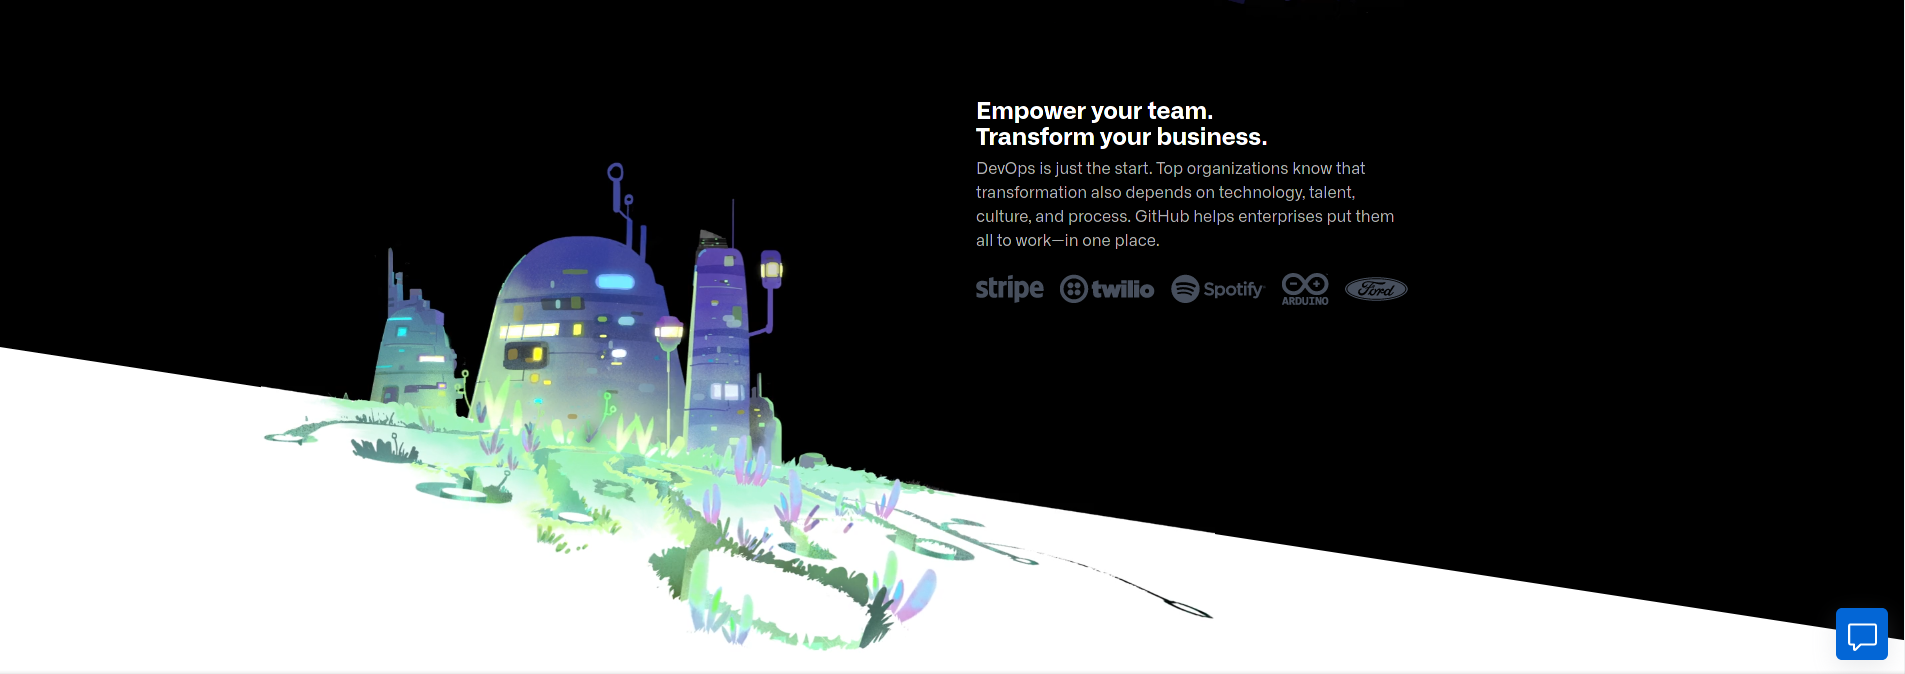 Empower your team.
Transform your business.
DevOps is just the start. Top organizations know that
transformation also depends on technology, talent,
culture, and process. GitHub helps enterprises put them
all to work—in one place.
stripe twilio Spotify ARDUINO Ford